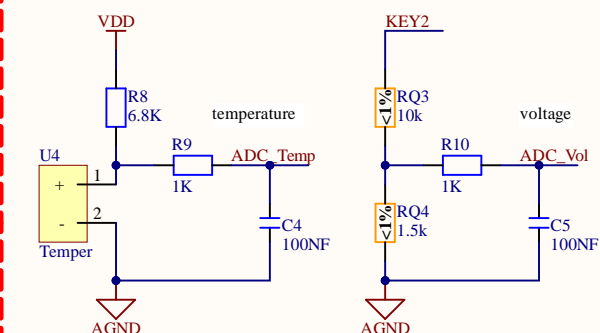 VDD
KEY2
R8
6.8K
temperature
<1%
RQ3
10k
voltage
U4
R9
ADC_Temp
R10
ADC_Vol
+
1
1K
1K
-
2
C4
100NF
<1%
RQ4
1.5k
C5
100NF
Temper
AGND
AGND